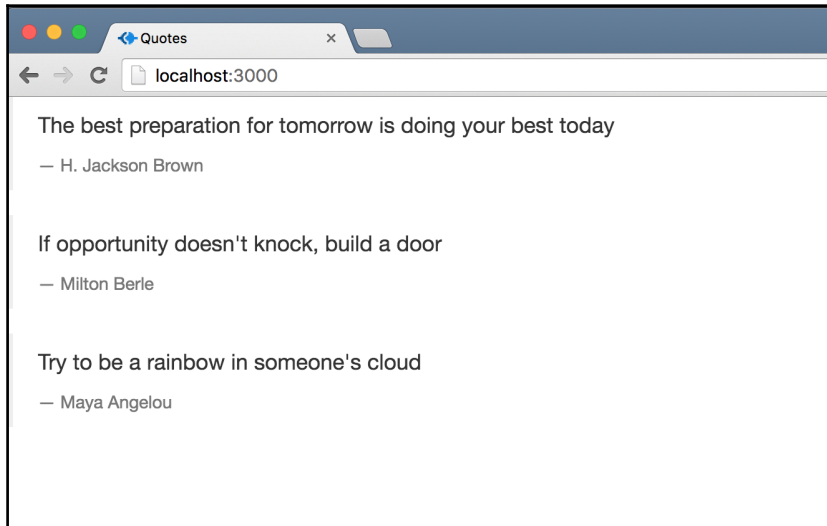 Quotes
localhost:3000
The best preparation for tomorrow is doing your best today
— H. Jackson Brown
If opportunity doesn't knock, build a door
— Milton Berle
Try to be a rainbow in someone's cloud
— Maya Angelou